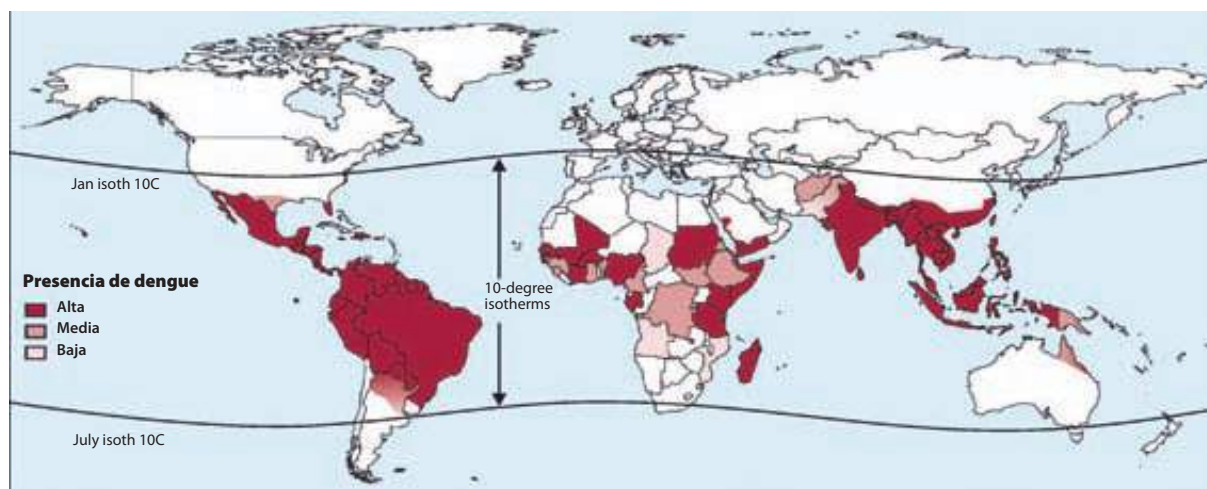 Jan isoth 10C
Presencia de dengue
Alta
Media
Baja
10-degree
isotherms
July isoth 10C